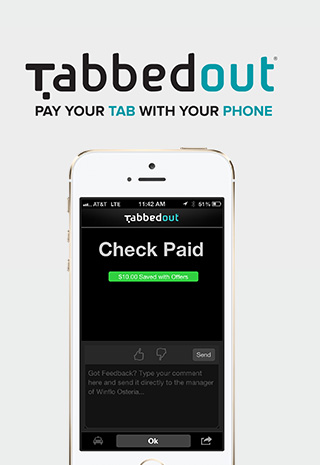 Tabbedout®
PAY YOUR TAB WITH YOUR PHONE
AT&T LTE 11:42 AM 51%
Tabbedout
Check Paid
$10.00 Saved with Offers
Send
Got Feedback? Type your comment
here and send it directly to the manager
of Winflo Osteria...
Ok